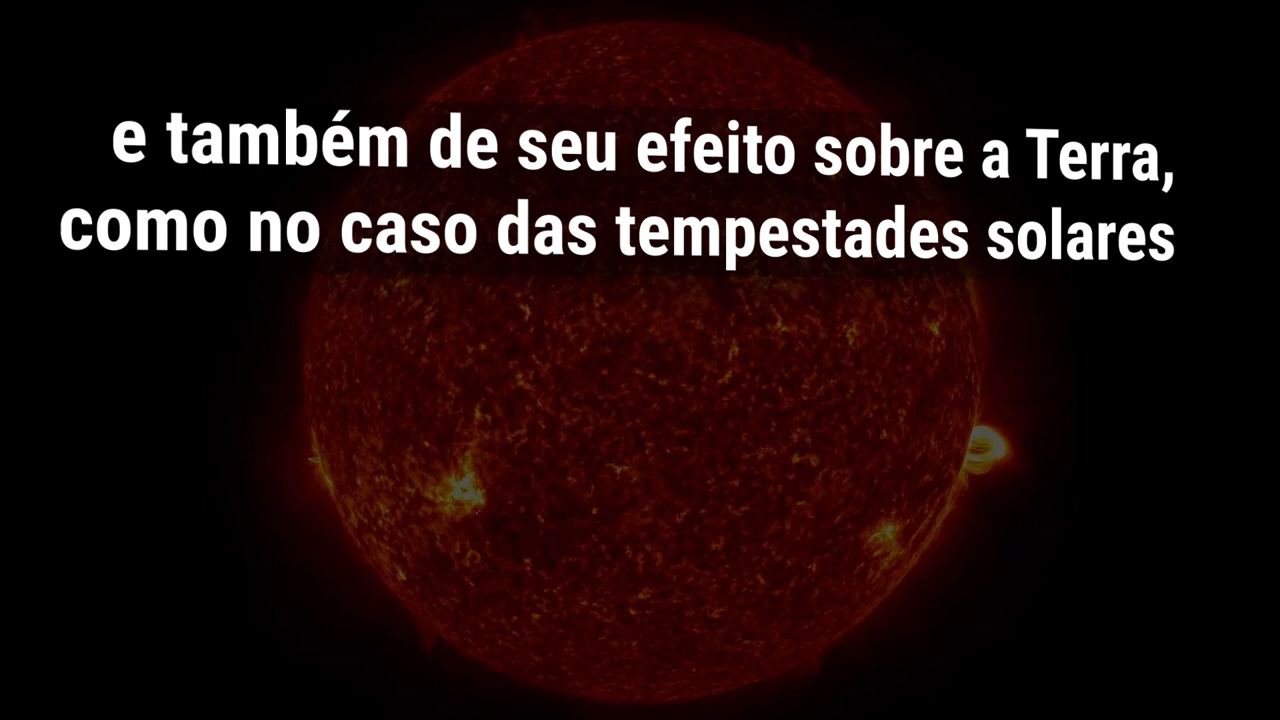 e também de seu efeito sobre a Terra,
como no caso das tempestades solares